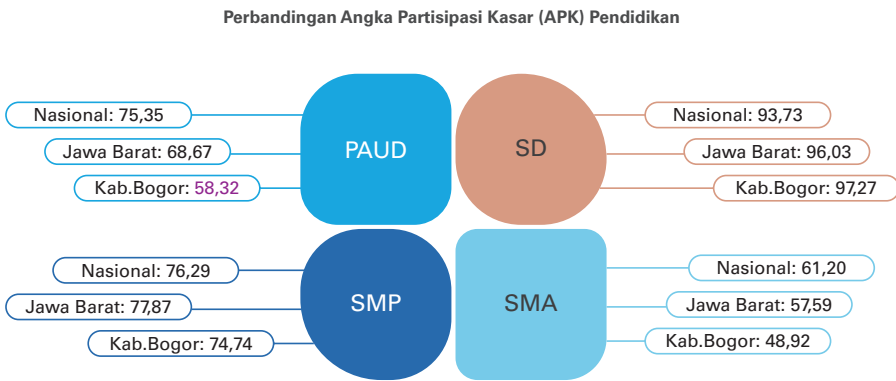 Perbandingan Angka Partisipasi Kasar (APK) Pendidikan
Nasional: 75,35
Jawa Barat: 68,67
Kab.Bogor: 58,32
PAUD
SD
Nasional: 93,73
Jawa Barat: 96,03
Kab.Bogor: 97,27
Nasional: 76,29
Jawa Barat: 77,87
Kab.Bogor: 74,74
SMP
SMA
Nasional: 61,20
Jawa Barat: 57,59
Kab.Bogor: 48,92